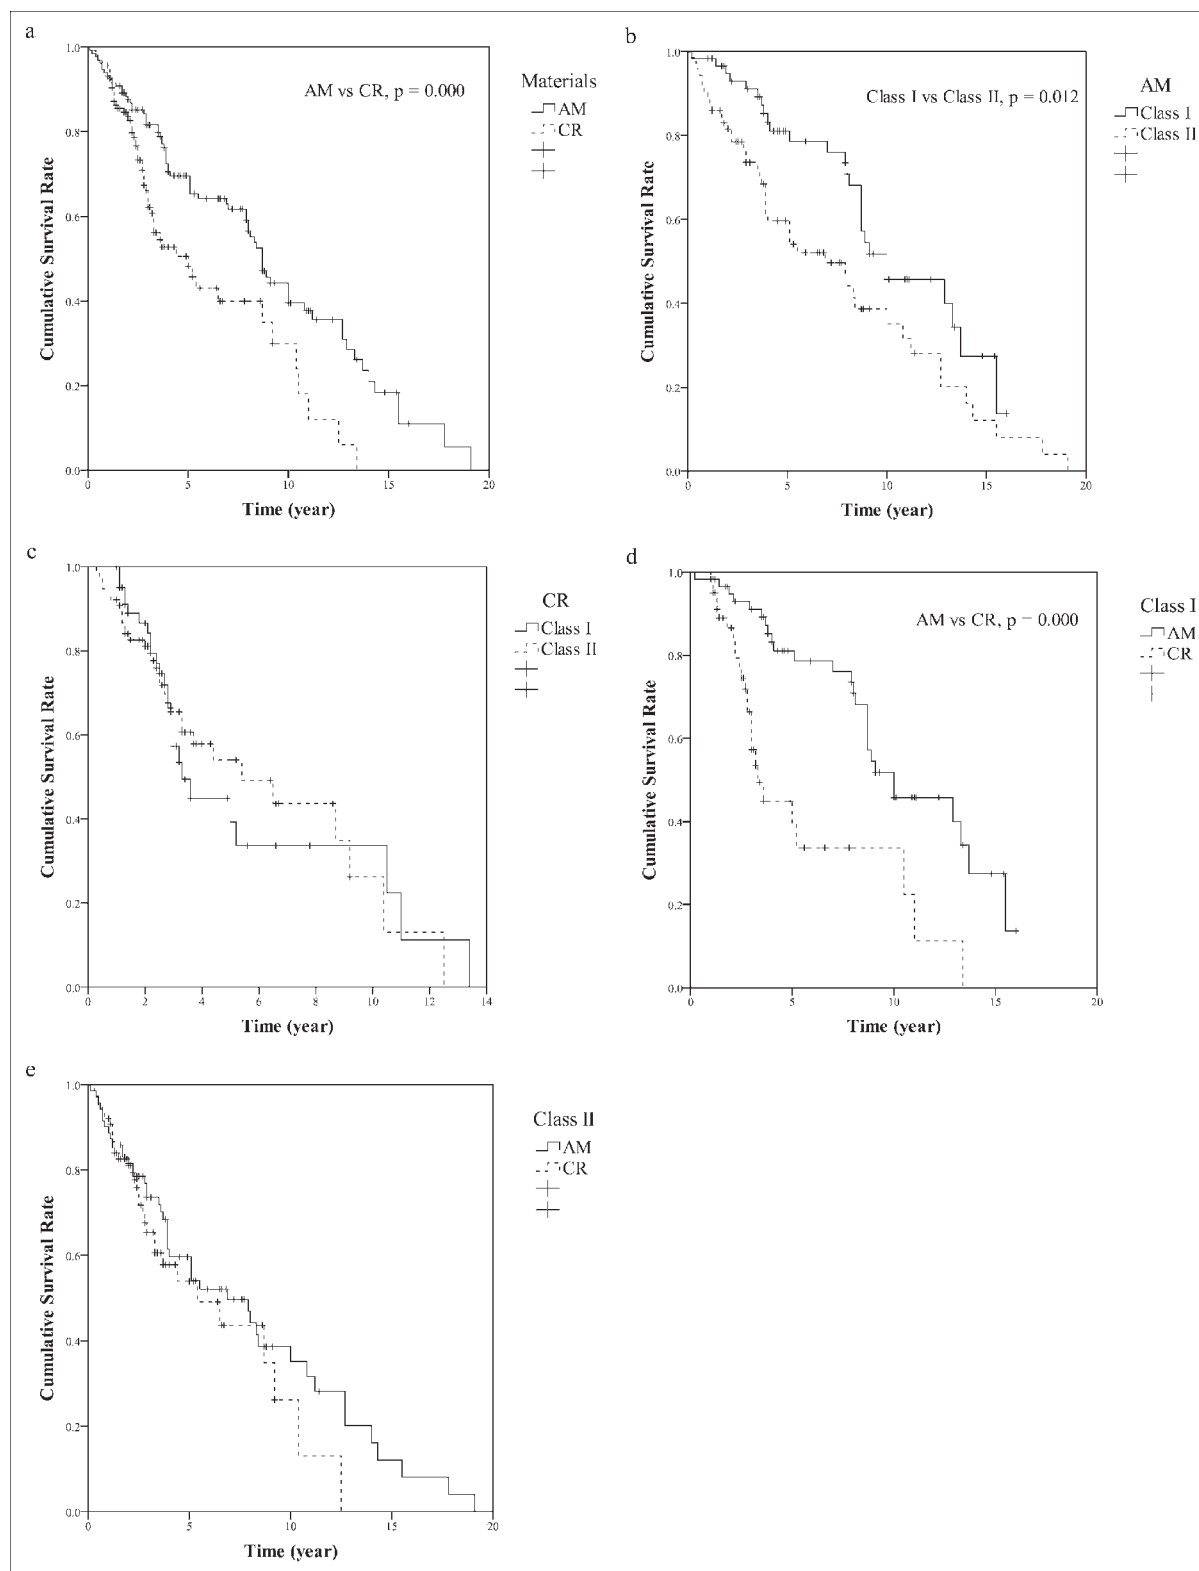 a
AM vs CR, p = 0.000
Materials
AM
CR
Cumulative Survival Rate
1.0
0.8
0.6
0.4
0.2
0.0
0 5 10 15 20
Time (year)
b
Class I vs Class II, p = 0.012
AM
Class I
Class II
Cumulative Survival Rate
1.0
0.8
0.6
0.4
0.2
0.0
0 5 10 15 20
Time (year)
c
CR
Class I
Class II
Cumulative Survival Rate
1.0
0.8
0.6
0.4
0.2
0.0
0 2 4 6 8 10 12 14
Time (year)
d
AM vs CR, p = 0.000
Class I
AM
CR
Cumulative Survival Rate
1.0
0.8
0.6
0.4
0.2
0.0
0 5 10 15 20
Time (year)
e
Class II
AM
CR
Cumulative Survival Rate
1.0
0.8
0.6
0.4
0.2
0.0
0 5 10 15 20
Time (year)